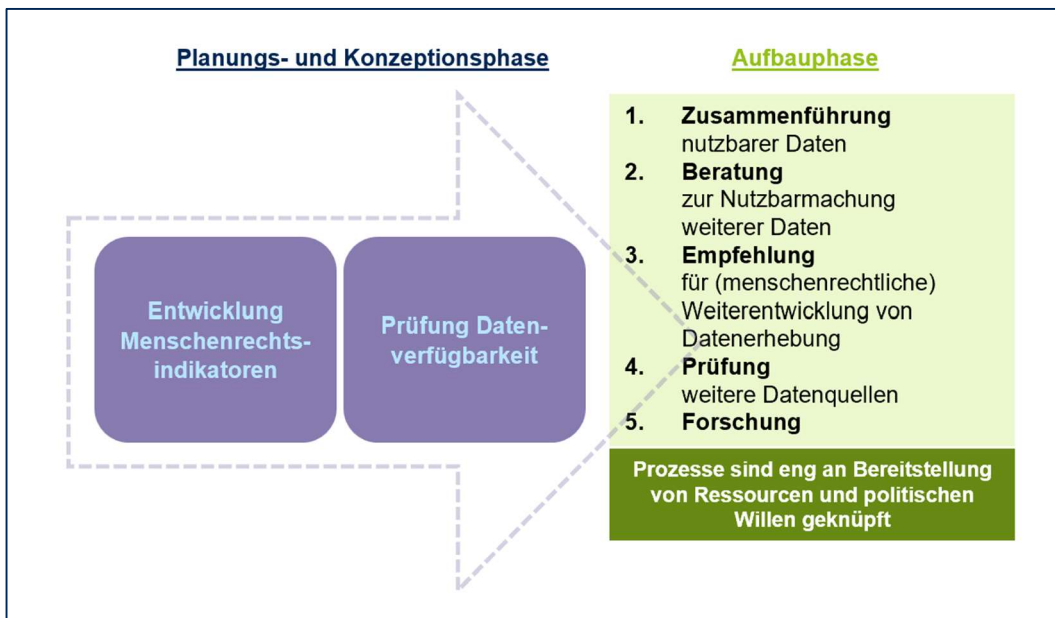 Planungs- und Konzeptionsphase
Entwicklung
Menschenrechts-
indikatoren
Prüfung Daten-
verfügbarkeit
Aufbauphase
1. Zusammenführung
nutzbarer Daten
2. Beratung
zur Nutzbarmachung
weiterer Daten
3. Empfehlung
für (menschenrechtliche)
Weiterentwicklung von
Datenerhebung
4. Prüfung
weitere Datenquellen
5. Forschung
Prozesse sind eng an Bereitstellung
von Ressourcen und politischen
Willen geknüpft